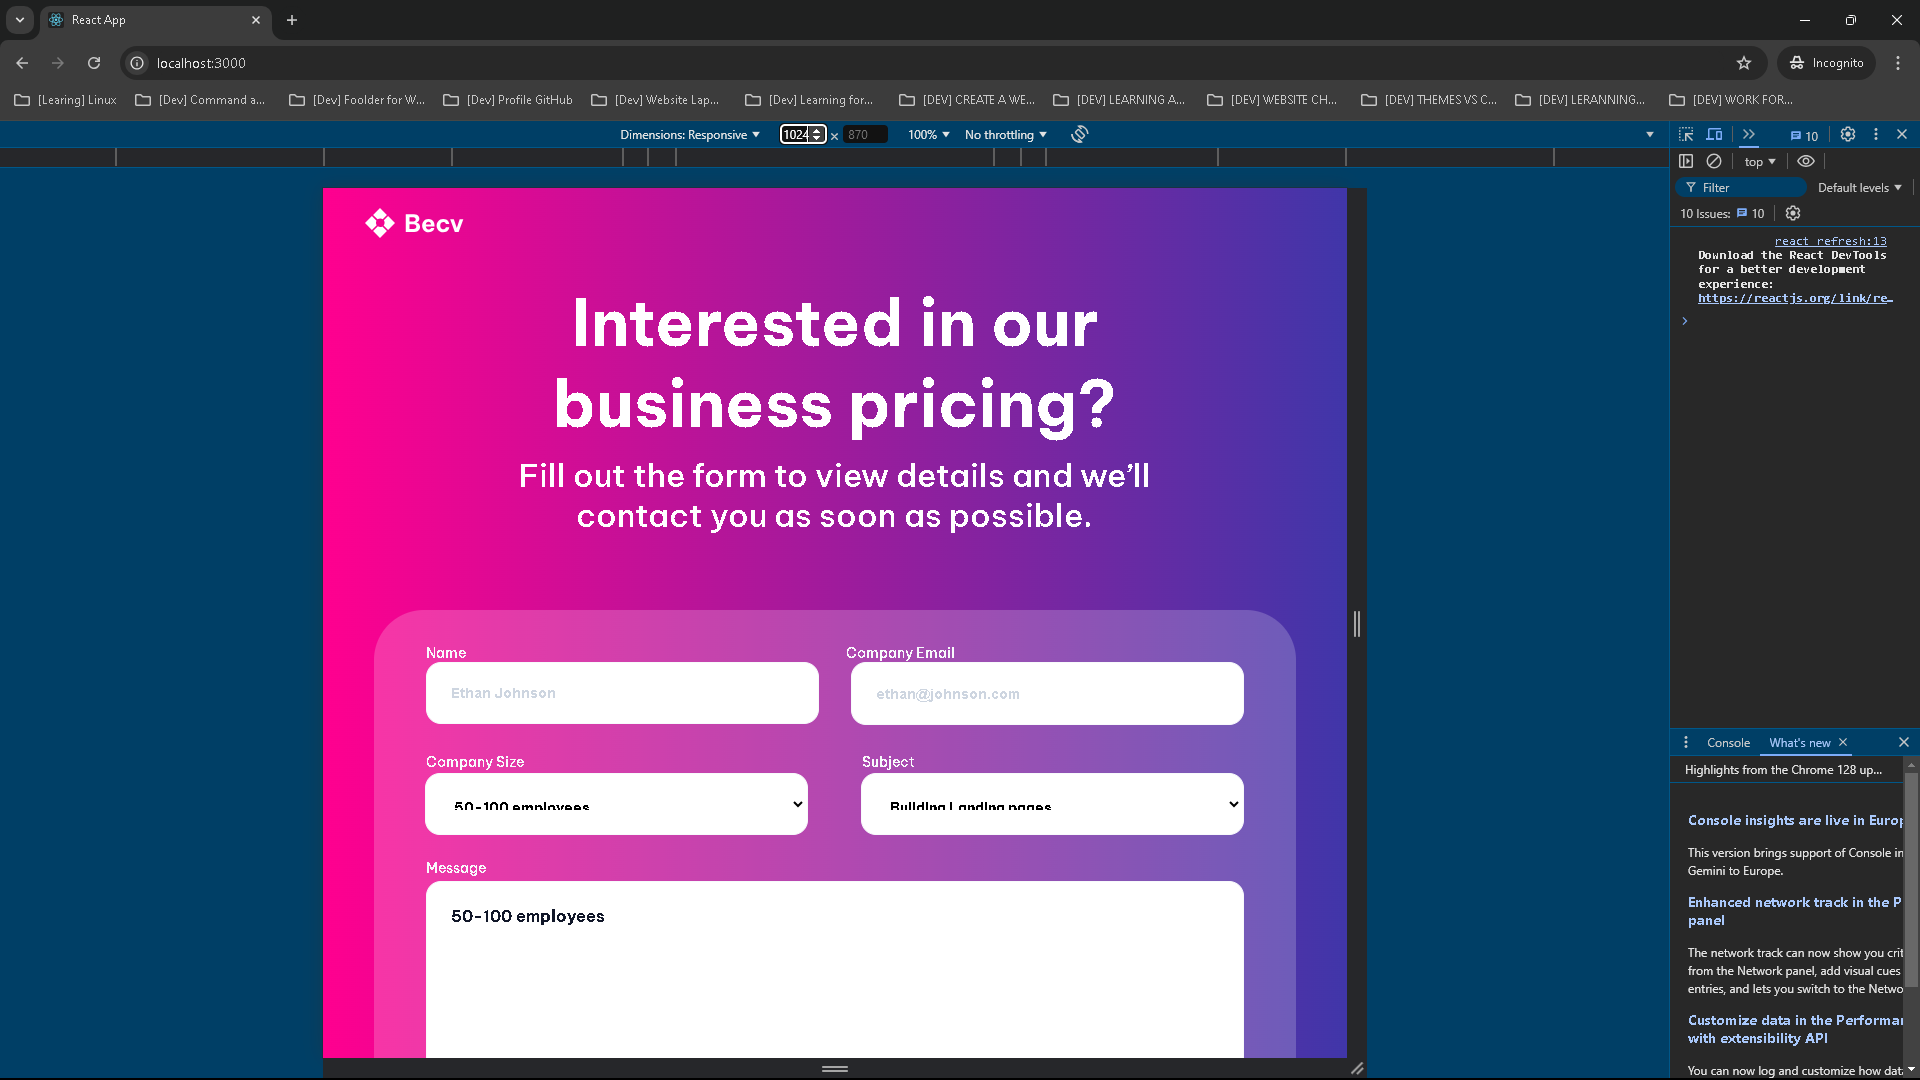 React App
localhost:3000
Incognito
[Learing] Linux
[Dev] Command a...
[Dev] Foolder for W...
[Dev] Profile GitHub
[Dev] Website Lap...
[Dev] Learning for...
[DEV] CREATE A WE...
[DEV] LEARNING A...
[DEV] WEBSITE CH...
[DEV] THEMES VS C...
[DEV] LERANNING...
[DEV] WORK FOR...
Dimensions: Responsive
1024 × 870
100%
No throttling
10
top
Filter
Default levels
10 Issues: 10
react refresh:13
Download the React DevTools
for a better development
experience:
https://reactjs.org/link/re…
Becv
Interested in our
business pricing?
Fill out the form to view details and we’ll
contact you as soon as possible.
Name
Company Email
Ethan Johnson
ethan@johnson.com
Company Size
Subject
50-100 employees
Building Landing pages
Message
50-100 employees
Console
What's new
Highlights from the Chrome 128 up...
Console insights are live in Europ
This version brings support of Console in
Gemini to Europe.
Enhanced network track in the P
panel
The network track can now show you crit
from the Network panel, add visual cues
entries, and lets you switch to the Netwo
Customize data in the Performan
with extensibility API
You can now log and customize how data